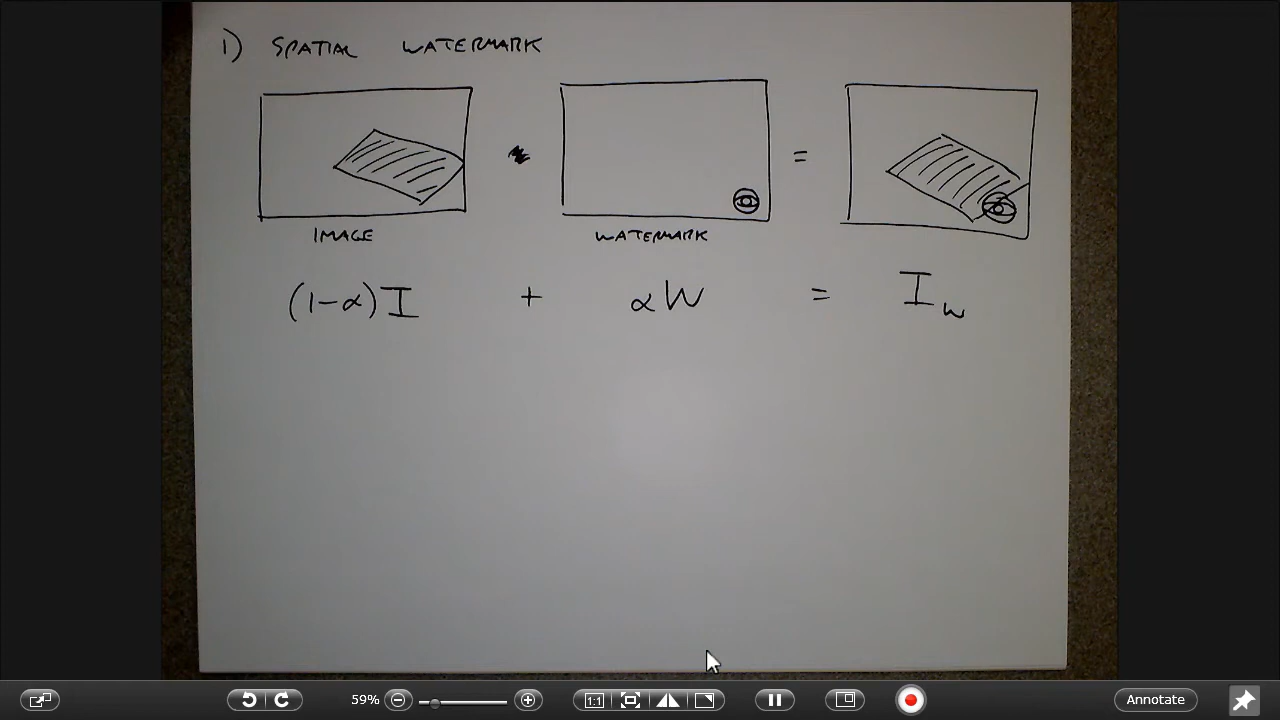 1) SPATIAL WATERMARK
=
IMAGE WATERMARK
(1-α)I + αW = I_w
59% 1:1 Annotate